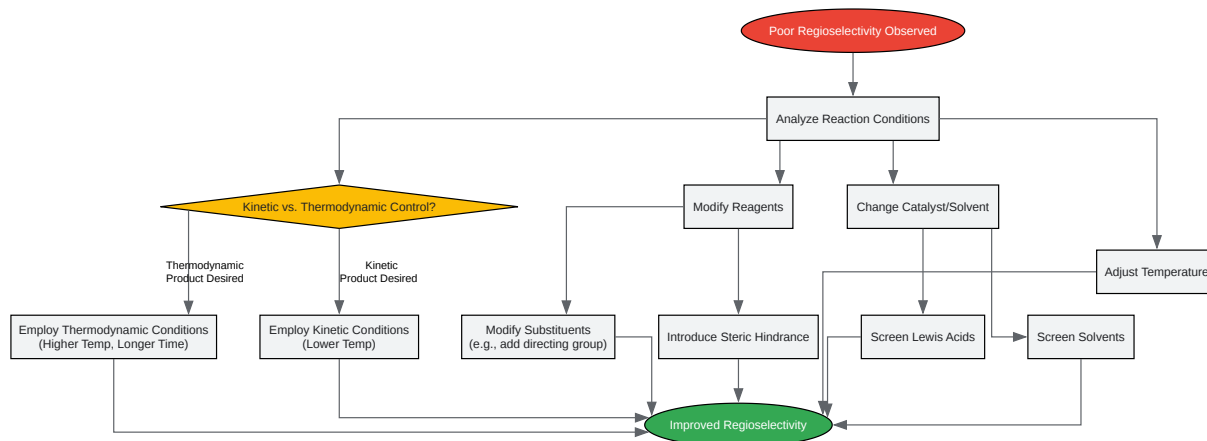 Poor Regioselectivity Observed
Analyze Reaction Conditions
Kinetic vs. Thermodynamic Control?
Modify Reagents
Change Catalyst/Solvent
Thermodynamic
Product Desired
Kinetic
Product Desired
Adjust Temperature
Employ Thermodynamic Conditions
(Higher Temp, Longer Time)
Employ Kinetic Conditions
(Lower Temp)
Modify Substituents
(e.g., add directing group)
Introduce Steric Hindrance
Screen Lewis Acids
Screen Solvents
Improved Regioselectivity